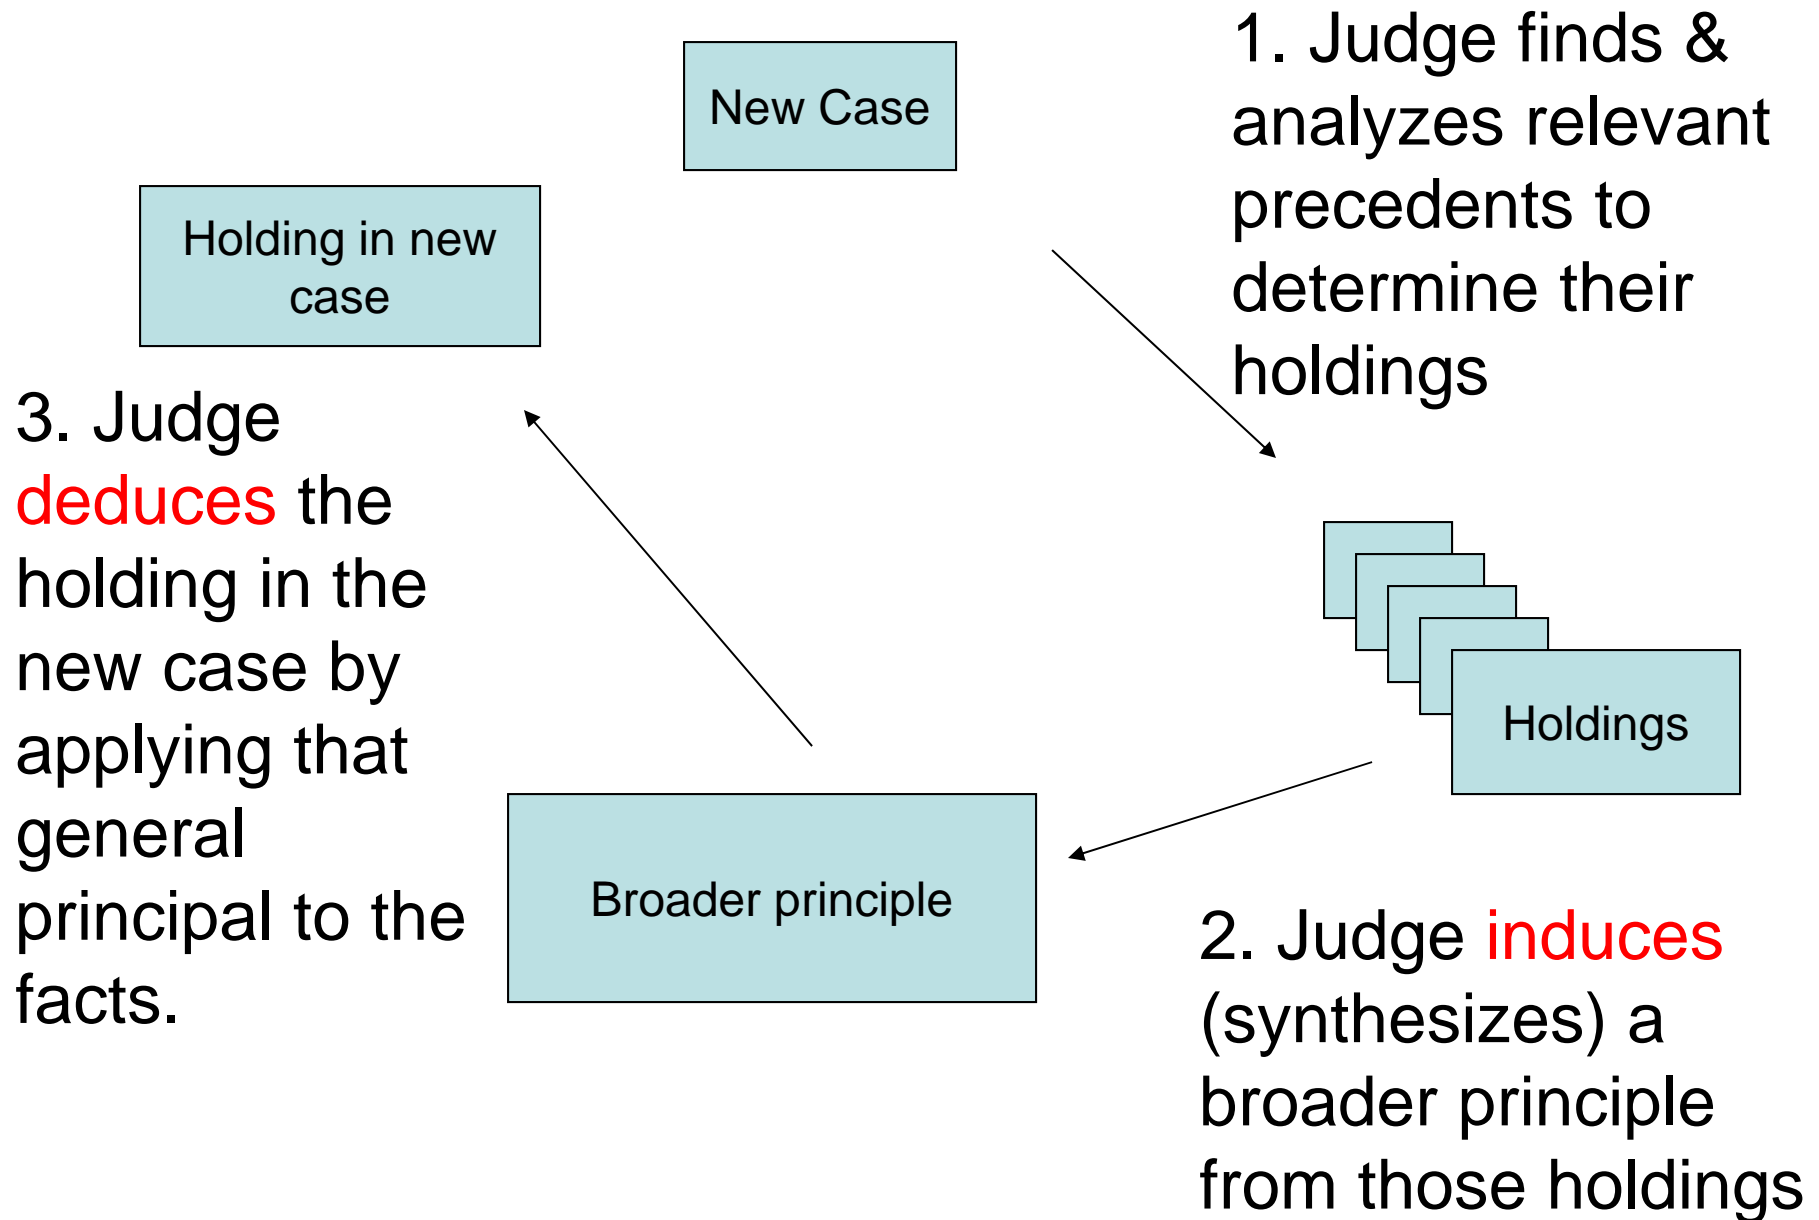 New Case
1. Judge finds &
analyzes relevant
precedents to
determine their
holdings
Holding in new
case
3. Judge
deduces the
holding in the
new case by
applying that
general
principal to the
facts.
Holdings
Broader principle
2. Judge induces
(synthesizes) a
broader principle
from those holdings